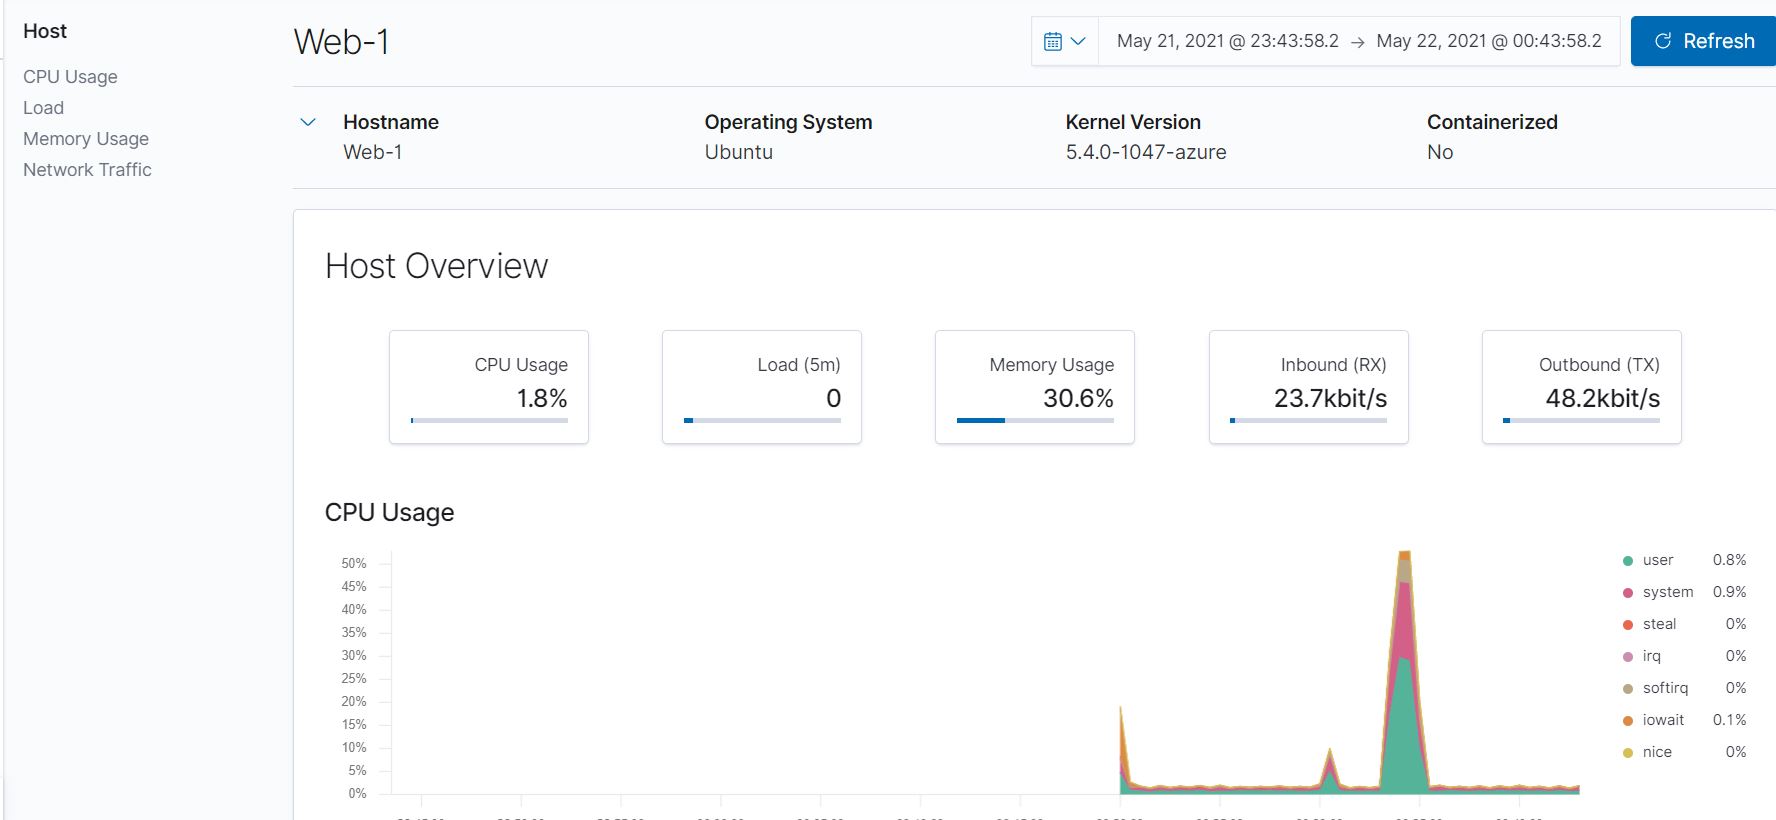 Host
CPU Usage
Load
Memory Usage
Network Traffic
Web-1
May 21, 2021 @ 23:43:58.2 → May 22, 2021 @ 00:43:58.2
Refresh
Hostname Operating System Kernel Version Containerized
Web-1 Ubuntu 5.4.0-1047-azure No
Host Overview
CPU Usage
1.8%
Load (5m)
0
Memory Usage
30.6%
Inbound (RX)
23.7kbit/s
Outbound (TX)
48.2kbit/s
CPU Usage
50%
45%
40%
35%
30%
25%
20%
15%
10%
5%
0%
user 0.8%
system 0.9%
steal 0%
irq 0%
softirq 0%
iowait 0.1%
nice 0%